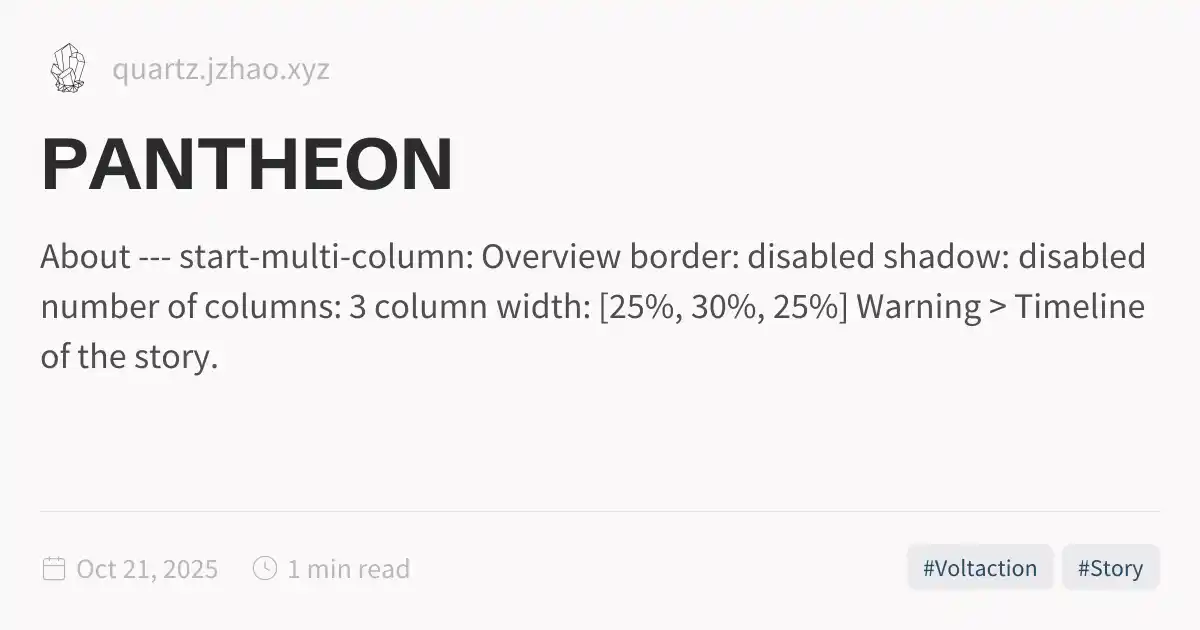 quartz.jzhao.xyz
PANTHEON
About --- start-multi-column: Overview border: disabled shadow: disabled
number of columns: 3 column width: [25%, 30%, 25%] Warning > Timeline
of the story.
Oct 21, 2025 1 min read #Voltaction #Story